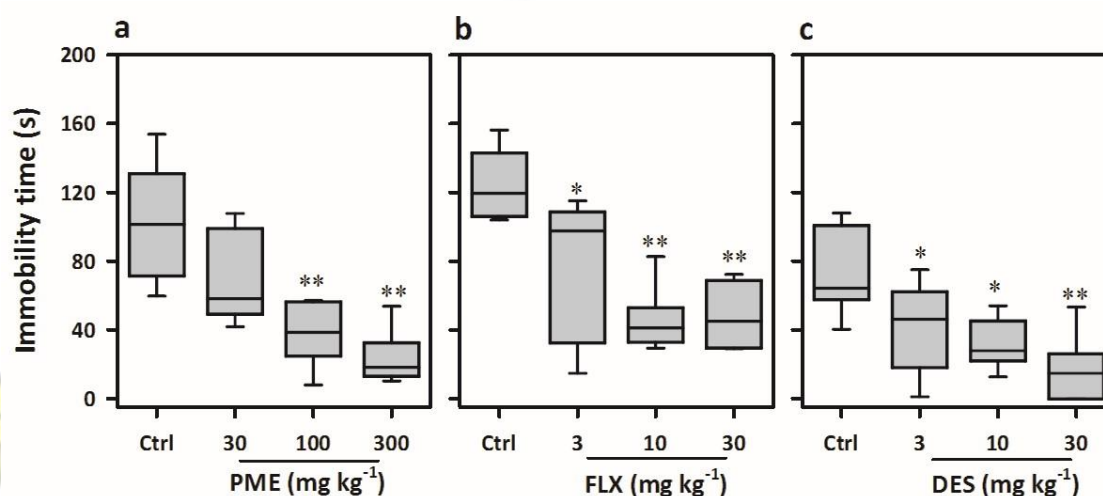 a b c
Immobility time (s)
200
160
120
80
40
0
** **
* ** **
* * **
Ctrl 30 100 300 Ctrl 3 10 30 Ctrl 3 10 30
PME (mg kg⁻¹) FLX (mg kg⁻¹) DES (mg kg⁻¹)